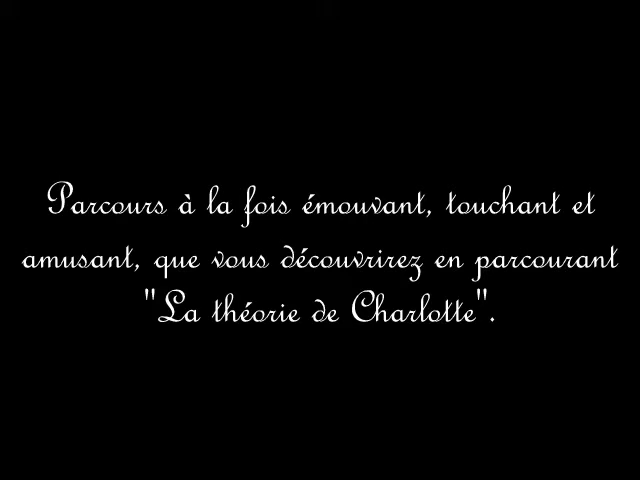 Parcours à la fois émouvant, touchant et
amusant, que vous découvrirez en parcourant
"La théorie de Charlotte".